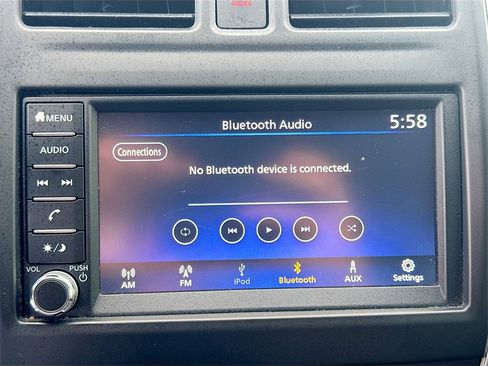 Bluetooth Audio
5:58
MENU
Connections
AUDIO
No Bluetooth device is connected.
VOL
PUSH
AM
FM
iPod
Bluetooth
AUX
Settings